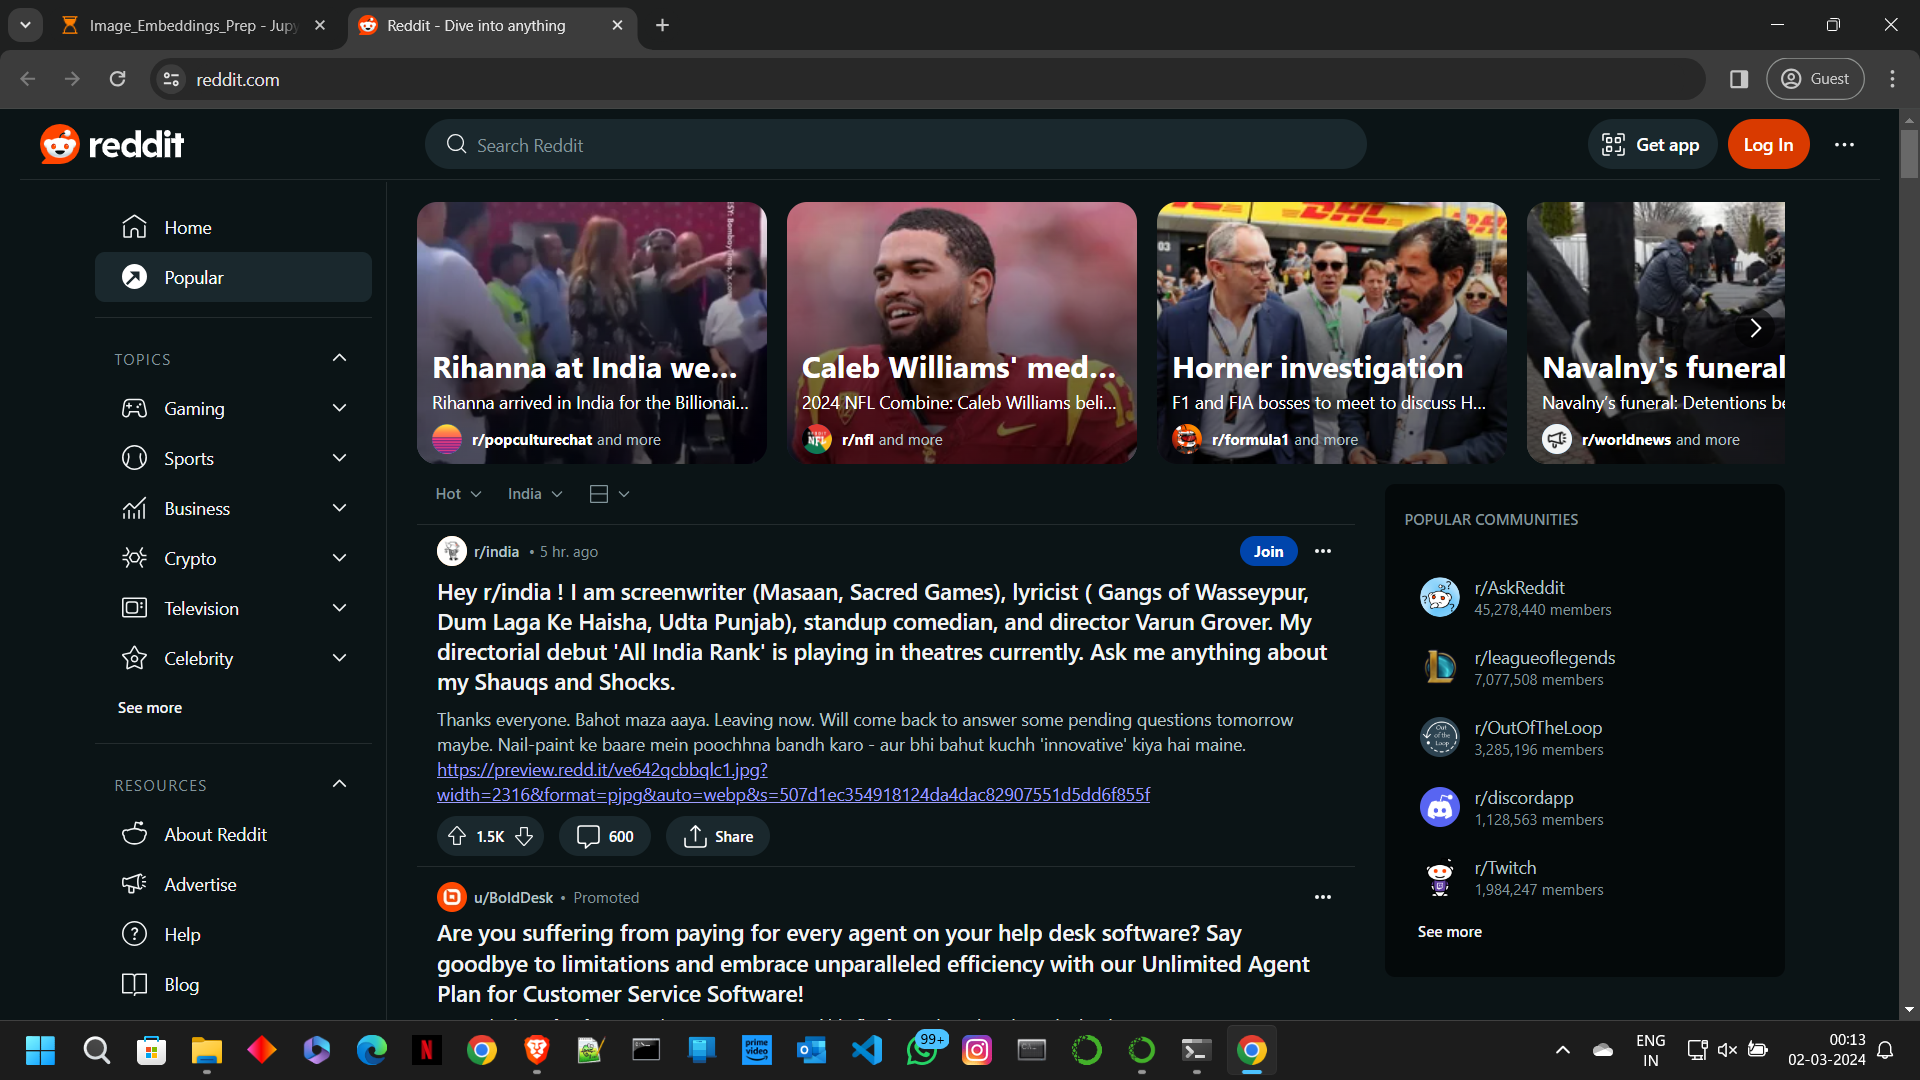 Image_Embeddings_Prep - Jupy
Reddit - Dive into anything
reddit.com
Guest
reddit
Search Reddit
Get app
Log In
Home
Popular
TOPICS
Gaming
Sports
Business
Crypto
Television
Celebrity
See more
RESOURCES
About Reddit
Advertise
Help
Blog
Rihanna at India we...
Rihanna arrived in India for the Billionai...
r/popculturechat and more
Caleb Williams' med...
2024 NFL Combine: Caleb Williams beli...
r/nfl and more
DHL
03
Horner investigation
F1 and FIA bosses to meet to discuss H...
r/formula1 and more
Navalny's funeral
Navalny's funeral: Detentions be
r/worldnews and more
Hot
India
r/india • 5 hr. ago
Join
Hey r/india ! I am screenwriter (Masaan, Sacred Games), lyricist ( Gangs of Wasseypur,
Dum Laga Ke Haisha, Udta Punjab), standup comedian, and director Varun Grover. My
directorial debut 'All India Rank' is playing in theatres currently. Ask me anything about
my Shauqs and Shocks.
Thanks everyone. Bahot maza aaya. Leaving now. Will come back to answer some pending questions tomorrow
maybe. Nail-paint ke baare mein poochhna bandh karo - aur bhi bahut kuchh 'innovative' kiya hai maine.
https://preview.redd.it/ve642qcbbqlc1.jpg?
width=2316&format=pjpg&auto=webp&s=507d1ec354918124da4dac82907551d5dd6f855f
1.5K
600
Share
u/BoldDesk • Promoted
Are you suffering from paying for every agent on your help desk software? Say
goodbye to limitations and embrace unparalleled efficiency with our Unlimited Agent
Plan for Customer Service Software!
POPULAR COMMUNITIES
r/AskReddit
45,278,440 members
r/leagueoflegends
7,077,508 members
Out of the Loop
r/OutOfTheLoop
3,285,196 members
r/discordapp
1,128,563 members
r/Twitch
1,984,247 members
See more
N
prime video
99+
ENG
IN
00:13
02-03-2024